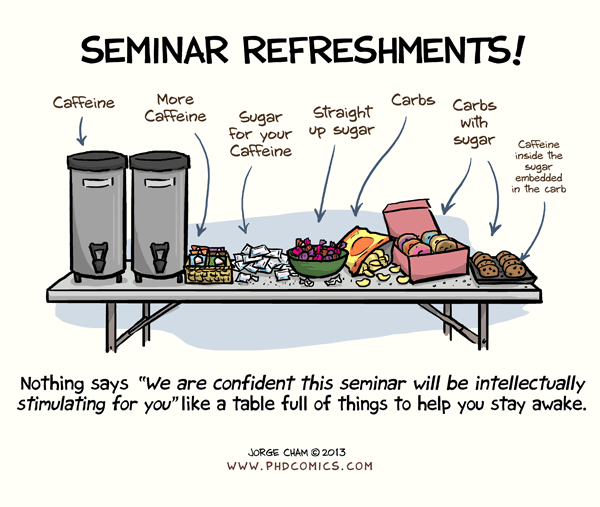 SEMINAR REFRESHMENTS!
Caffeine
More
Caffeine
Sugar
for your
Caffeine
Straight
up sugar
Carbs
Carbs
with
sugar
Caffeine
inside the
sugar
embedded
in the carb
Nothing says "We are confident this seminar will be intellectually
stimulating for you" like a table full of things to help you stay awake.
JORGE CHAM © 2013
WWW.PHDCOMICS.COM